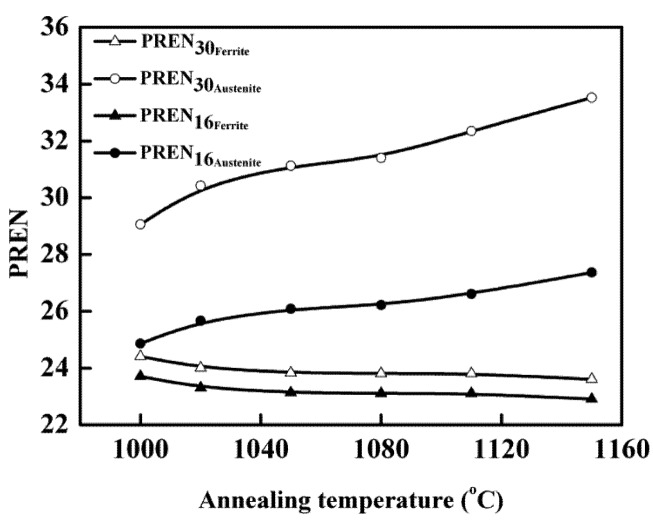 36
PREN30Ferrite
34
PREN30Austenite
PREN16Ferrite
32
PREN16Austenite
30
PREN
28
26
24
22
1000 1040 1080 1120 1160
Annealing temperature (°C)